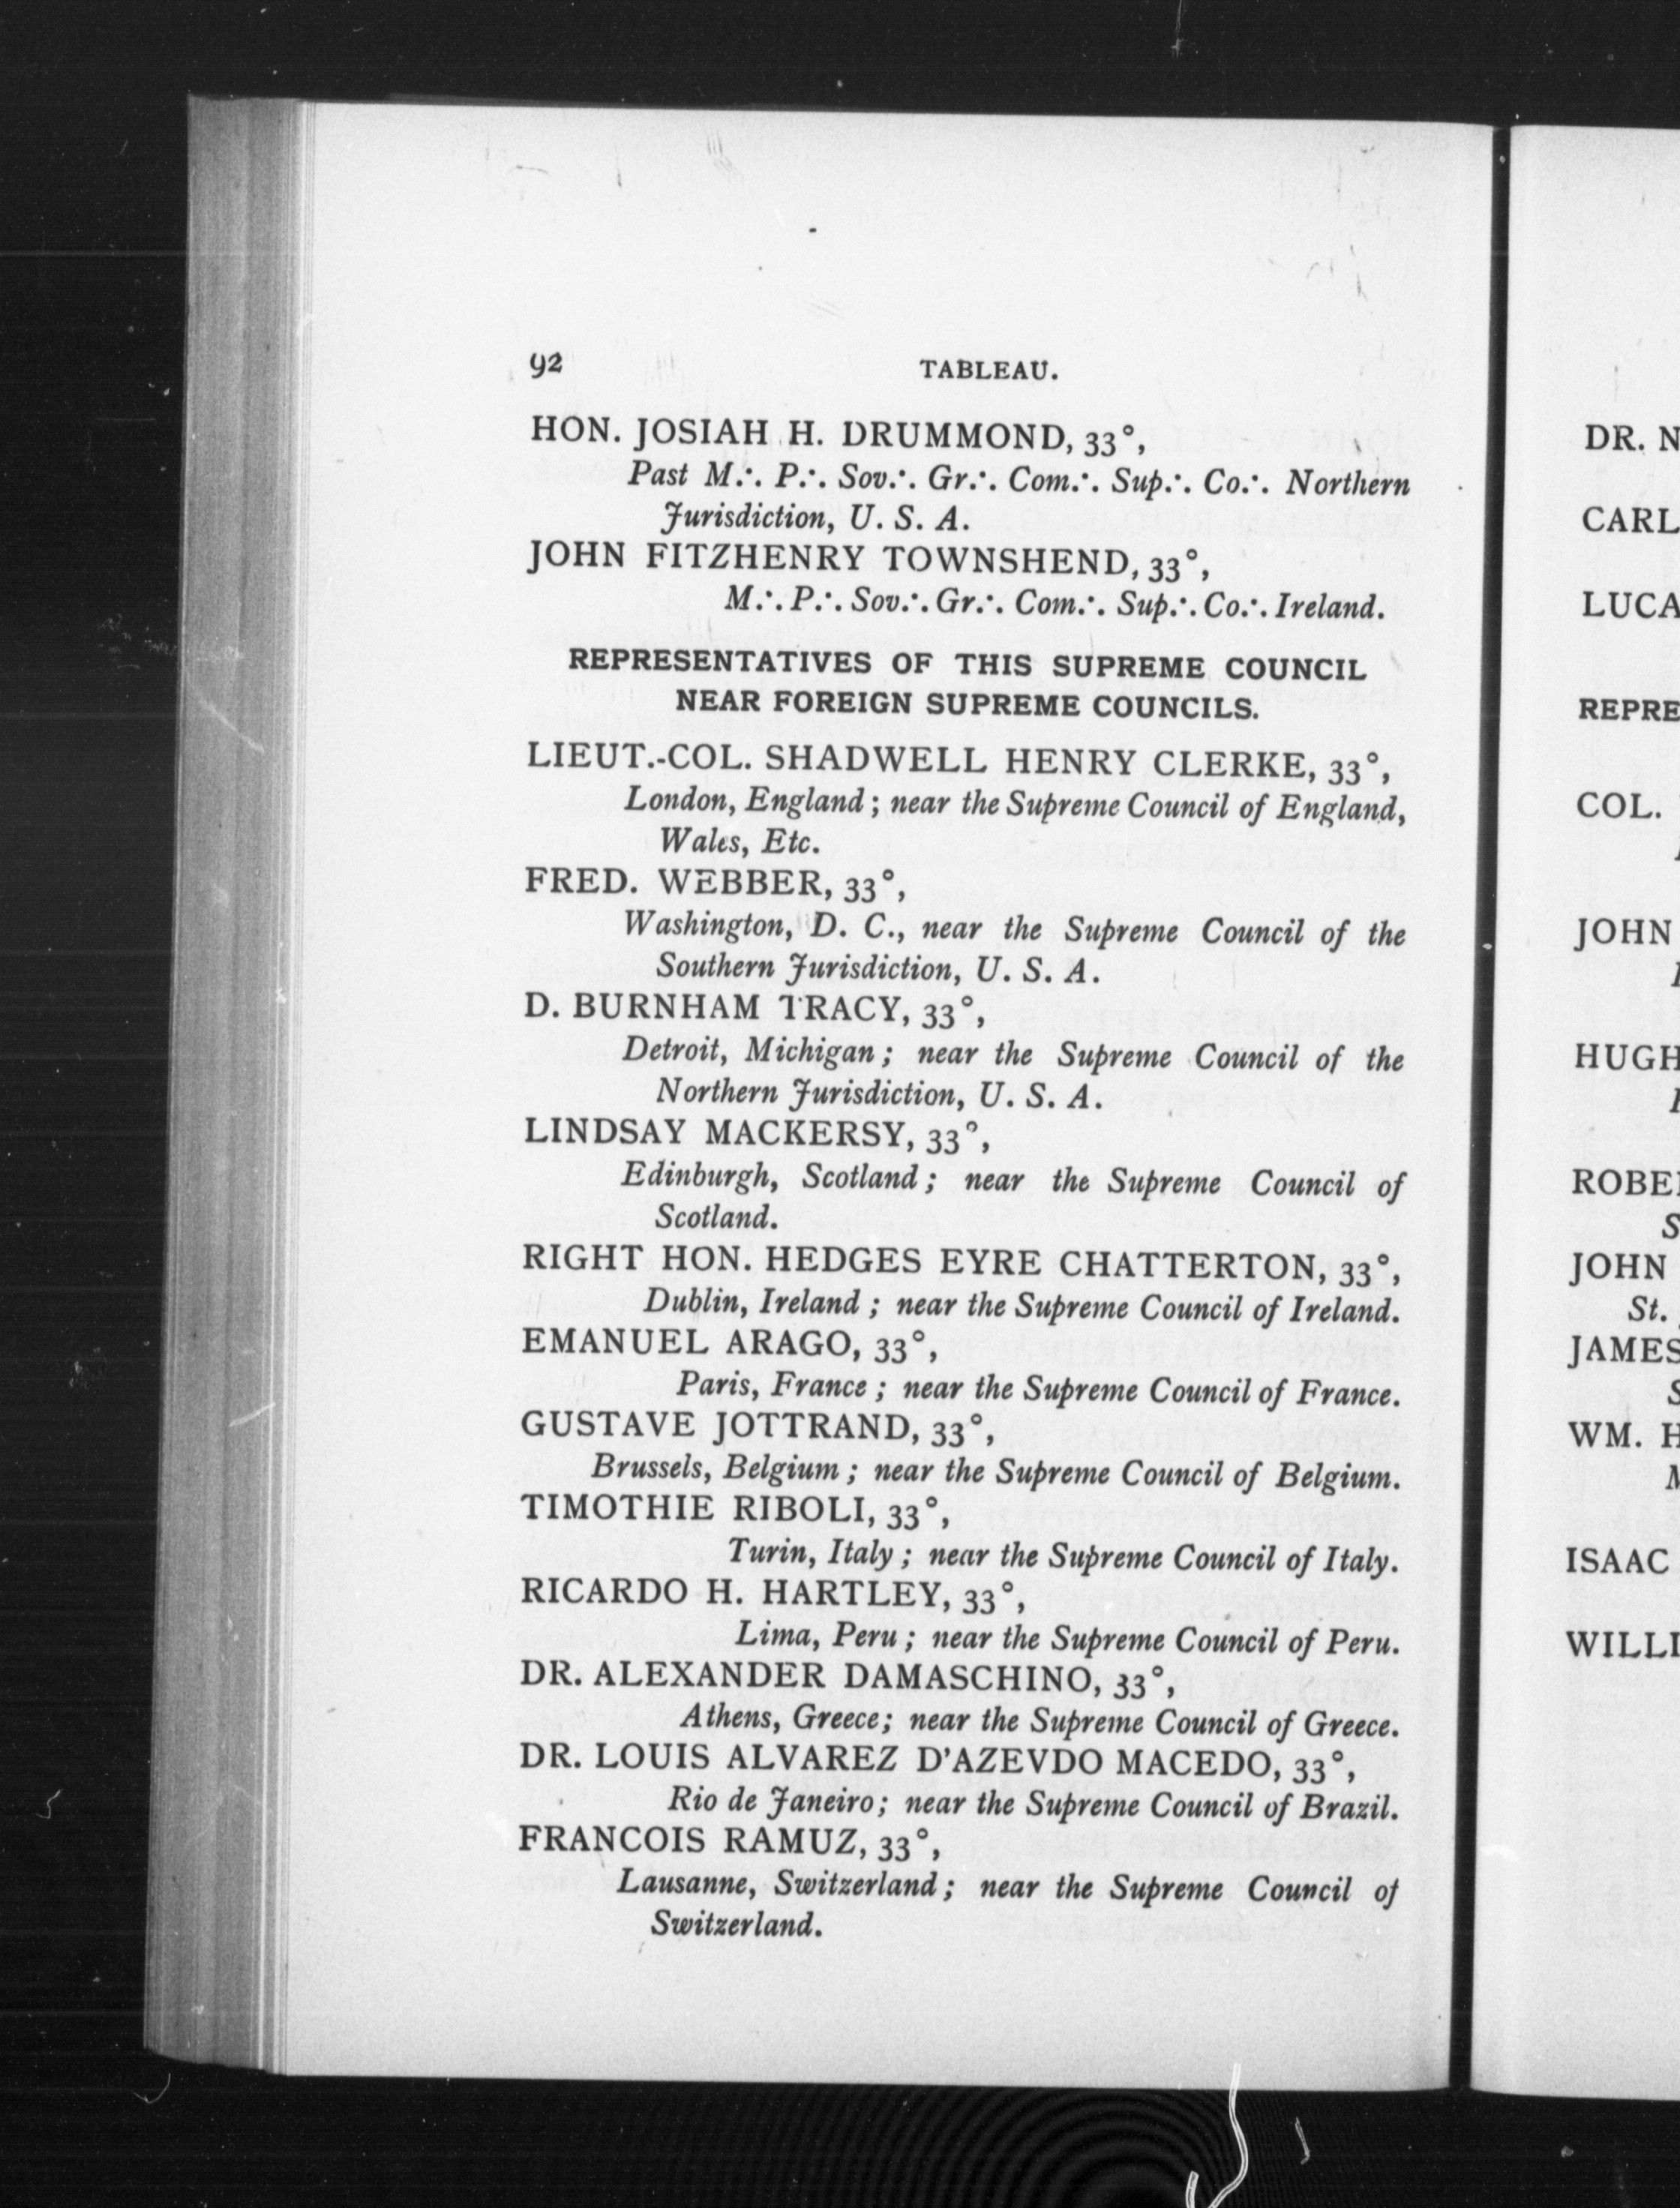 92 TABLEAU.
HON. JOSIAH H. DRUMMOND, 33°,
Past M∴ P∴ Sov∴ Gr∴ Com∴ Sup∴ Co∴ Northern
Jurisdiction, U. S. A.
JOHN FITZHENRY TOWNSHEND, 33°,
M∴ P∴ Sov∴ Gr∴ Com∴ Sup∴ Co∴ Ireland.
REPRESENTATIVES OF THIS SUPREME COUNCIL
NEAR FOREIGN SUPREME COUNCILS.
LIEUT.-COL. SHADWELL HENRY CLERKE, 33°,
London, England; near the Supreme Council of England,
Wales, Etc.
FRED. WEBBER, 33°,
Washington, D. C., near the Supreme Council of the
Southern Jurisdiction, U. S. A.
D. BURNHAM TRACY, 33°,
Detroit, Michigan; near the Supreme Council of the
Northern Jurisdiction, U. S. A.
LINDSAY MACKERSY, 33°,
Edinburgh, Scotland; near the Supreme Council of
Scotland.
RIGHT HON. HEDGES EYRE CHATTERTON, 33°,
Dublin, Ireland; near the Supreme Council of Ireland.
EMANUEL ARAGO, 33°,
Paris, France; near the Supreme Council of France.
GUSTAVE JOTTRAND, 33°,
Brussels, Belgium; near the Supreme Council of Belgium.
TIMOTHIE RIBOLI, 33°,
Turin, Italy; near the Supreme Council of Italy.
RICARDO H. HARTLEY, 33°,
Lima, Peru; near the Supreme Council of Peru.
DR. ALEXANDER DAMASCHINO, 33°,
Athens, Greece; near the Supreme Council of Greece.
DR. LOUIS ALVAREZ D'AZEVDO MACEDO, 33°,
Rio de Janeiro; near the Supreme Council of Brazil.
FRANCOIS RAMUZ, 33°,
Lausanne, Switzerland; near the Supreme Council of
Switzerland.
DR.
CARL
COL.
JOHN
HUGH
JOHN
St.
JAMES
WM.
ISAAC